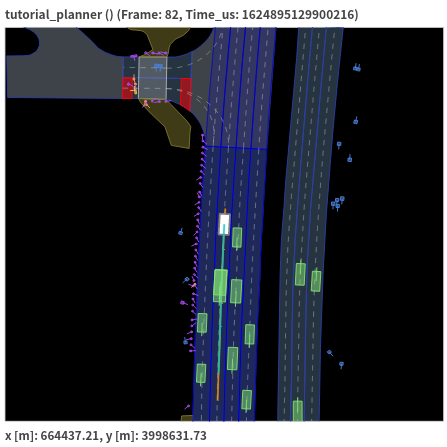 tutorial_planner () (Frame: 82, Time_us: 1624895129900216)
x [m]: 664437.21, y [m]: 3998631.73